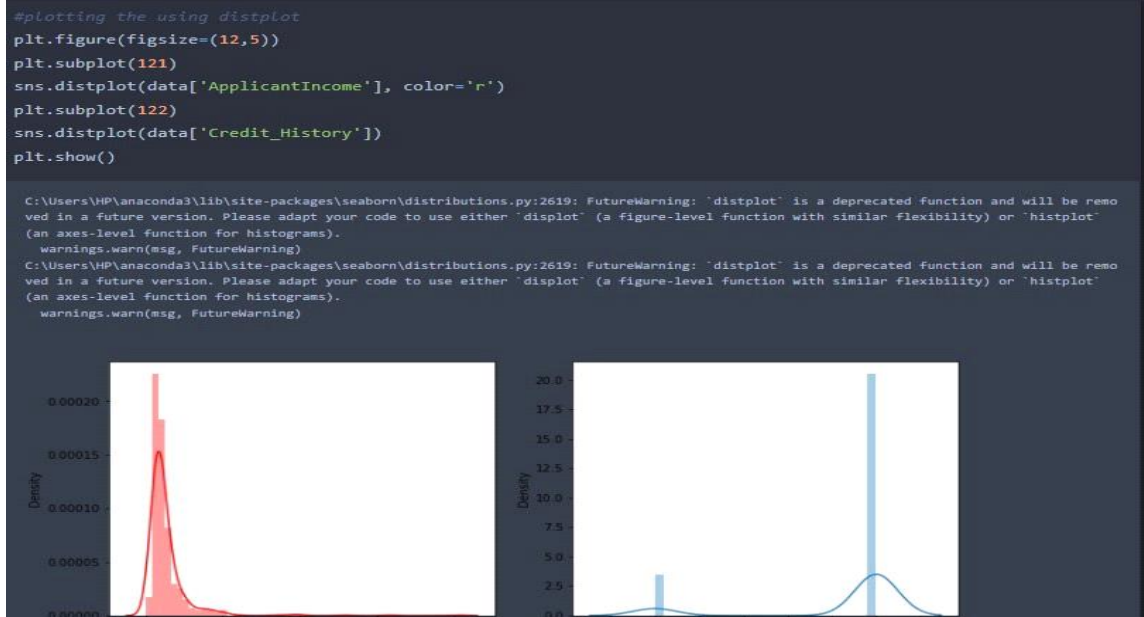 #plotting the using distplot
plt.figure(figsize=(12,5))
plt.subplot(121)
sns.distplot(data['ApplicantIncome'], color='r')
plt.subplot(122)
sns.distplot(data['Credit_History'])
plt.show()
C:\Users\HP\anaconda3\lib\site-packages\seaborn\distributions.py:2619: FutureWarning: `distplot` is a deprecated function and will be remo
ved in a future version. Please adapt your code to use either `displot` (a figure-level function with similar flexibility) or `histplot`
(an axes-level function for histograms).
warnings.warn(msg, FutureWarning)
C:\Users\HP\anaconda3\lib\site-packages\seaborn\distributions.py:2619: FutureWarning: `distplot` is a deprecated function and will be remo
ved in a future version. Please adapt your code to use either `displot` (a figure-level function with similar flexibility) or `histplot`
(an axes-level function for histograms).
warnings.warn(msg, FutureWarning)
0.00020
0.00015
Density
0.00010
0.00005
0.00000
20.0
17.5
15.0
12.5
Density
10.0
7.5
5.0
2.5
0.0